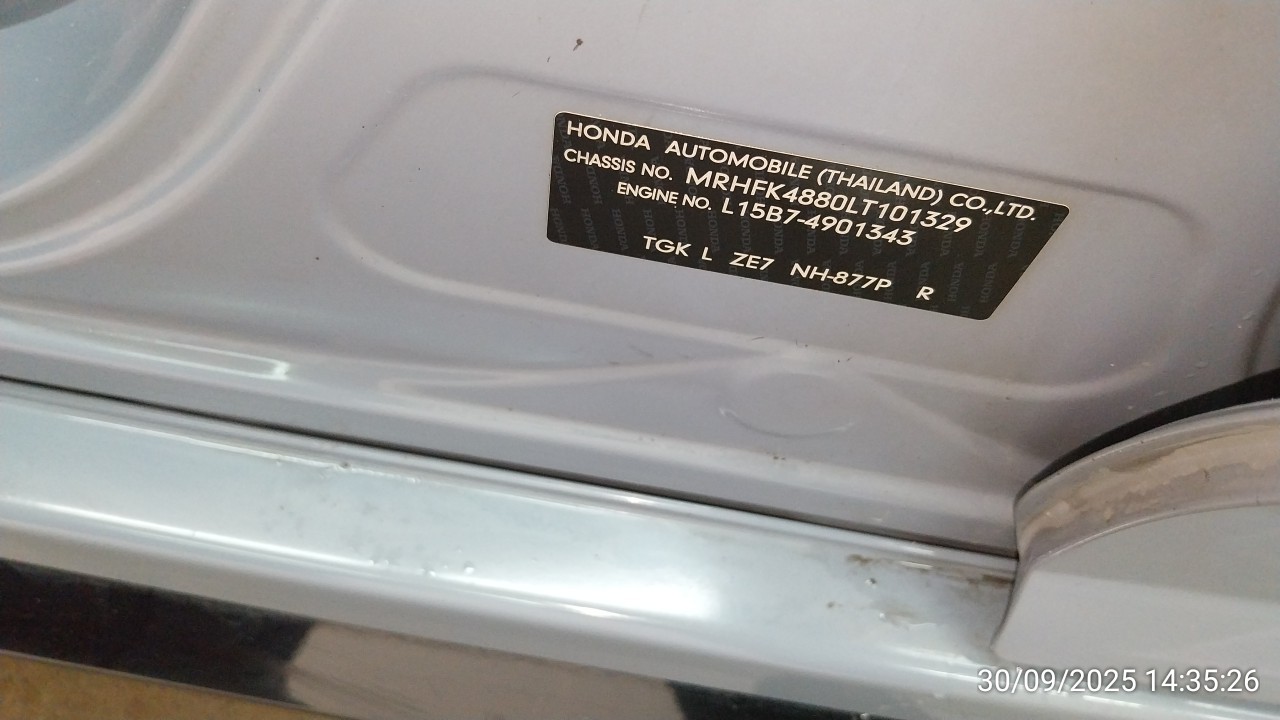 HONDA AUTOMOBILE (THAILAND) CO.,LTD.
CHASSIS NO. MRHFK4880LT101329
ENGINE NO. L15B7-4901343
TGK L ZE7 NH-877P R
30/09/2025 14:35:26